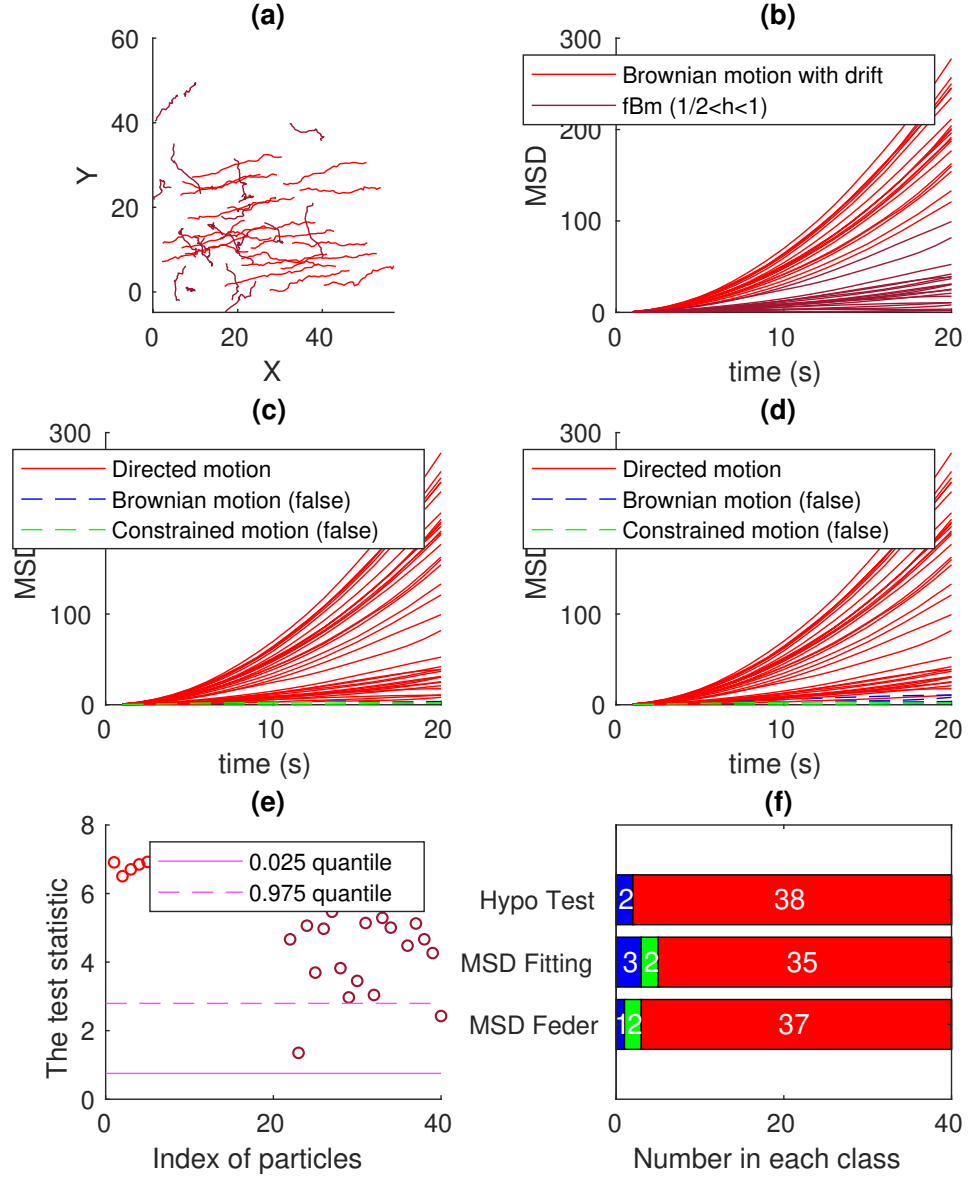 (a)
60
40
20
0
Y
0 20 40
X
(b)
300
200
100
0
MSD
Brownian motion with drift
fBm (1/2<h<1)
0 10 20
time (s)
(c)
300
100
0
MSD
Directed motion
Brownian motion (false)
Constrained motion (false)
0 10 20
time (s)
(d)
300
100
0
MSD
Directed motion
Brownian motion (false)
Constrained motion (false)
0 10 20
time (s)
(e)
8
6
4
2
0
The test statistic
0.025 quantile
0.975 quantile
0 20 40
Index of particles
(f)
Hypo Test 2 38
MSD Fitting 3 2 35
MSD Feder 1 2 37
0 20 40
Number in each class